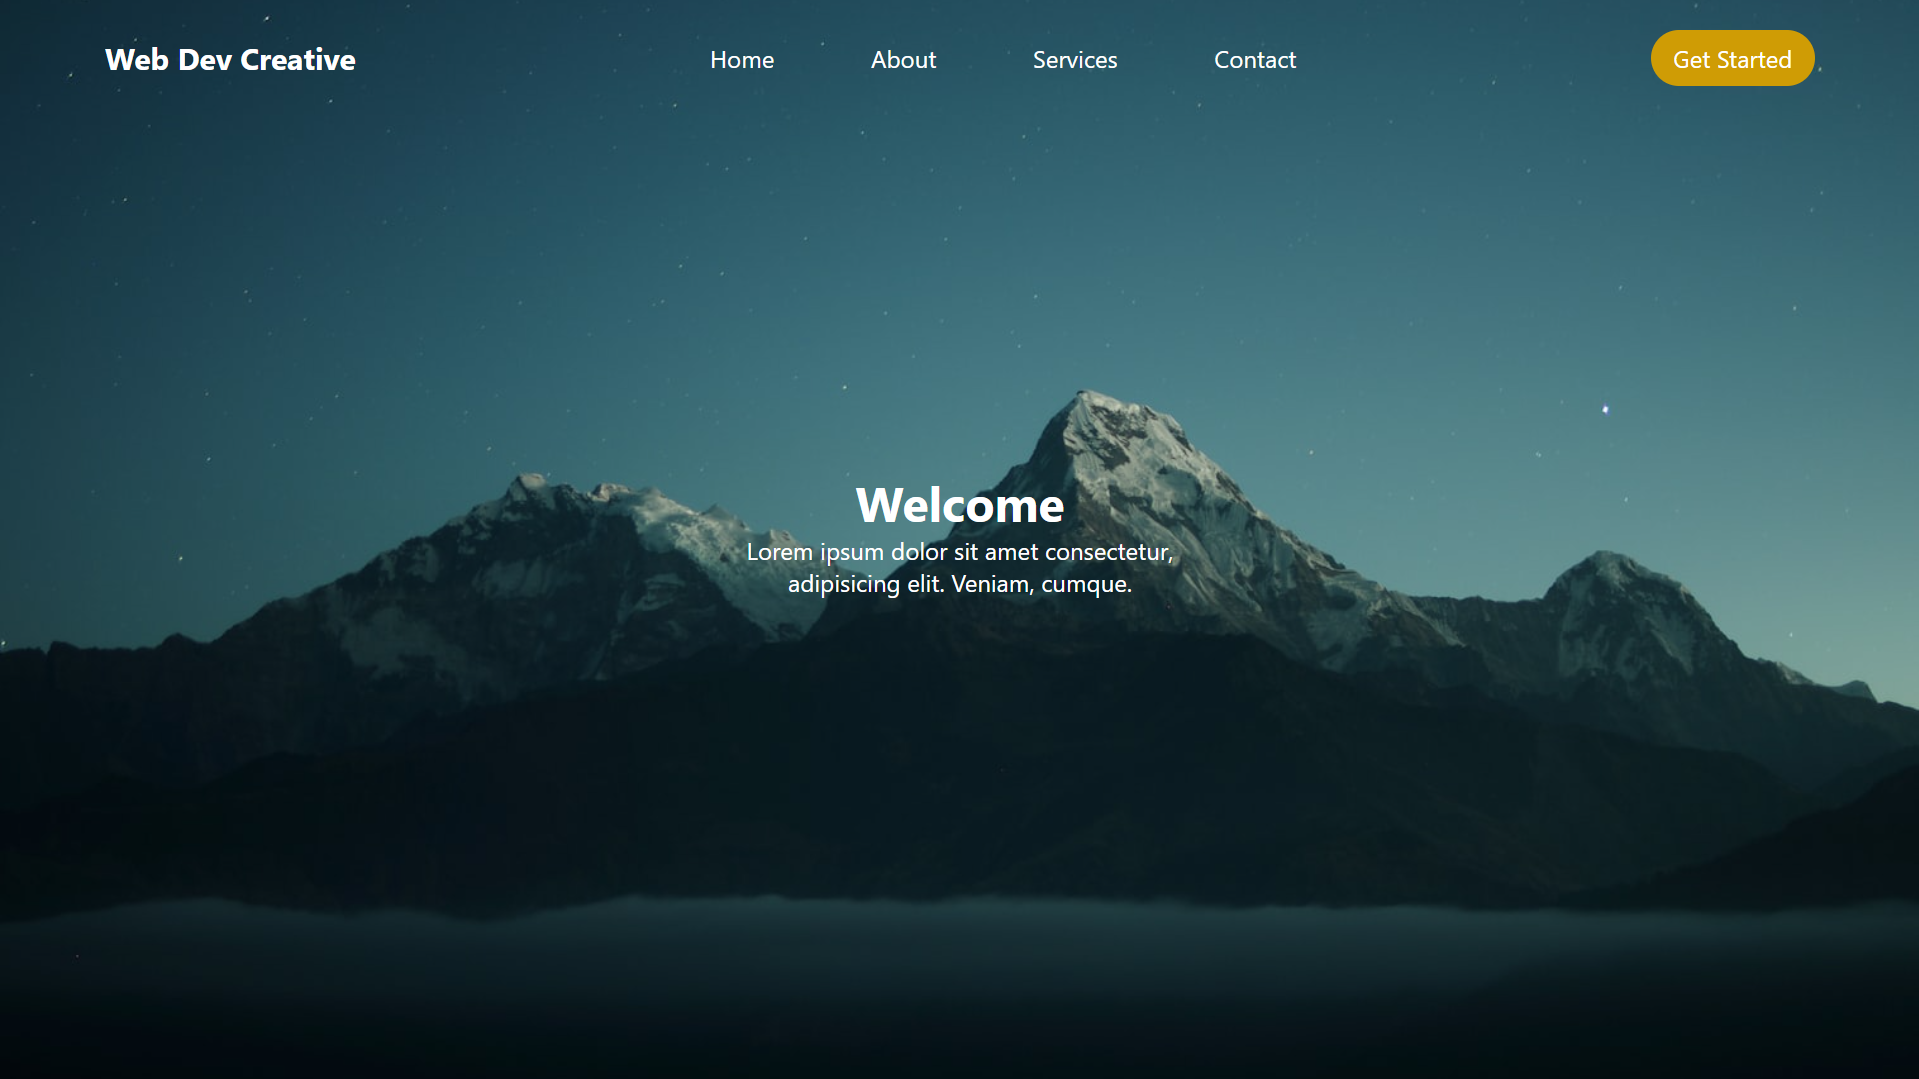 Web Dev Creative
Home
About
Services
Contact
Get Started
Welcome
Lorem ipsum dolor sit amet consectetur,
adipisicing elit. Veniam, cumque.